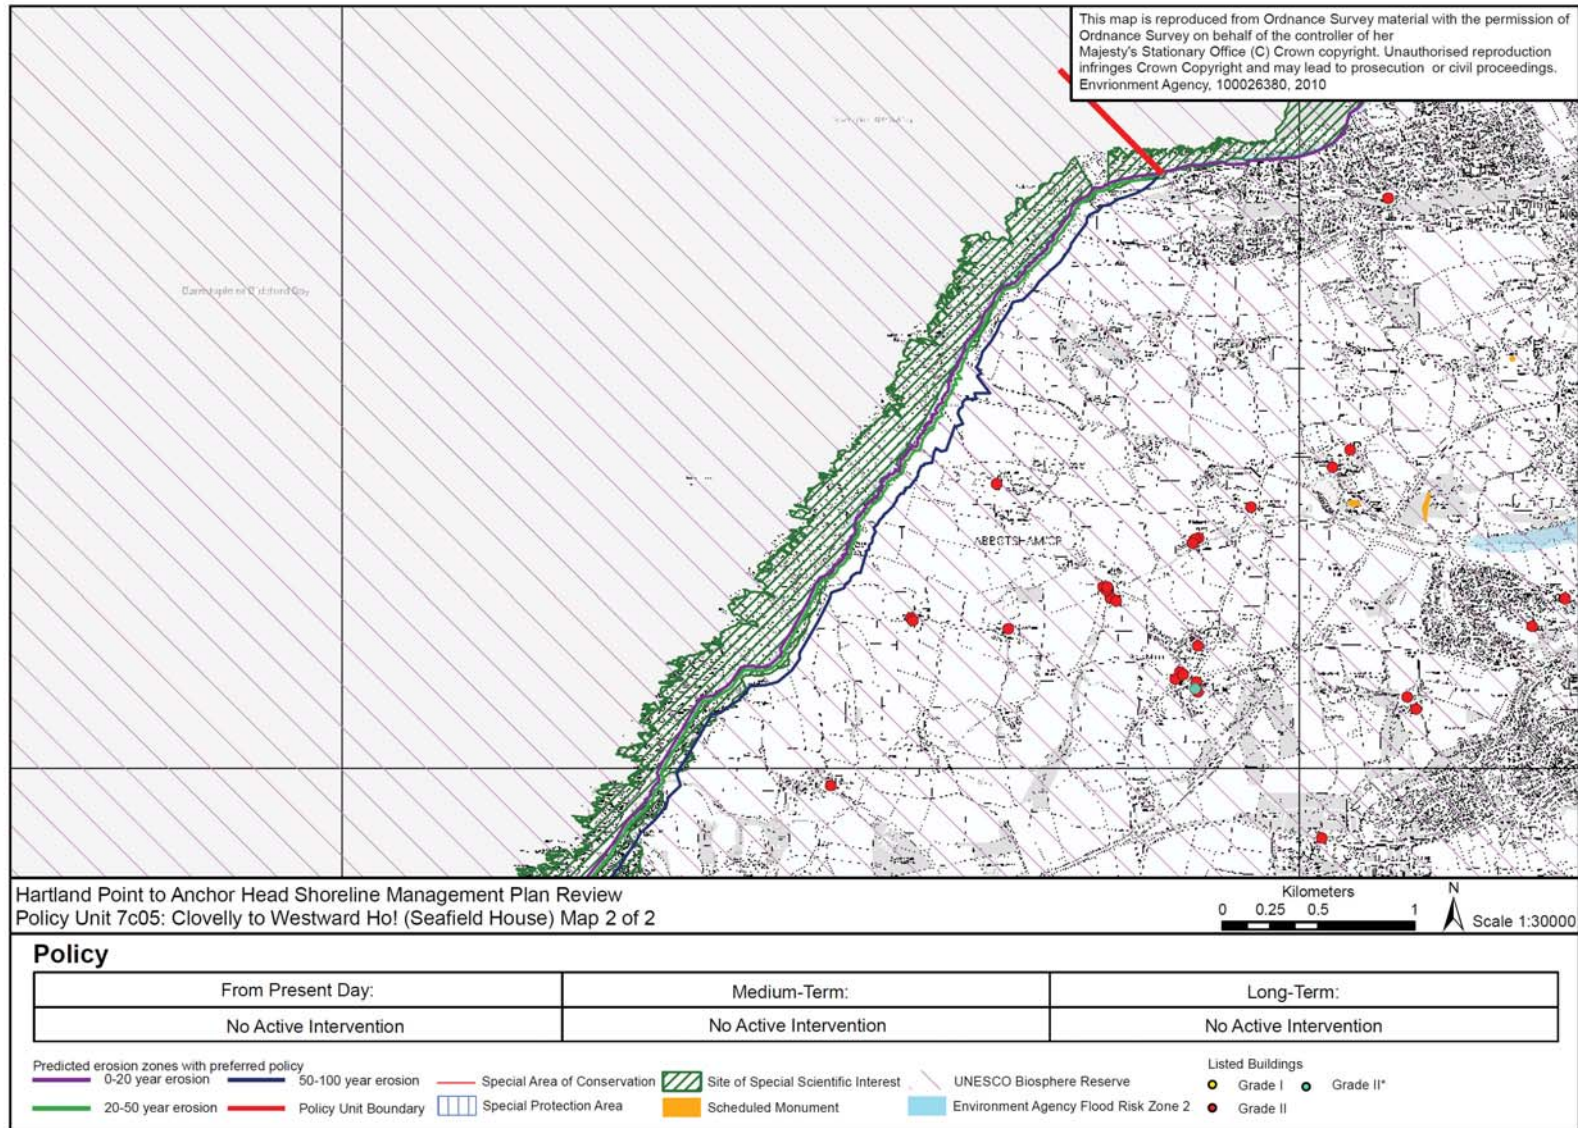 This map is reproduced from Ordnance Survey material with the permission of
Ordnance Survey on behalf of the controller of her
Majesty's Stationary Office (C) Crown copyright. Unauthorised reproduction
infringes Crown Copyright and may lead to prosecution or civil proceedings.
Envrionment Agency, 100026380, 2010
Hartland Point to Anchor Head Shoreline Management Plan Review
Policy Unit 7c05: Clovelly to Westward Ho! (Seafield House) Map 2 of 2
Kilometers
0 0.25 0.5 1
N
Scale 1:30000
Policy
From Present Day: Medium-Term: Long-Term:
No Active Intervention No Active Intervention No Active Intervention
Predicted erosion zones with preferred policy
0-20 year erosion
50-100 year erosion
Special Area of Conservation
Site of Special Scientific Interest
UNESCO Biosphere Reserve
20-50 year erosion
Policy Unit Boundary
Special Protection Area
Scheduled Monument
Environment Agency Flood Risk Zone 2
Listed Buildings
Grade I
Grade II*
Grade II